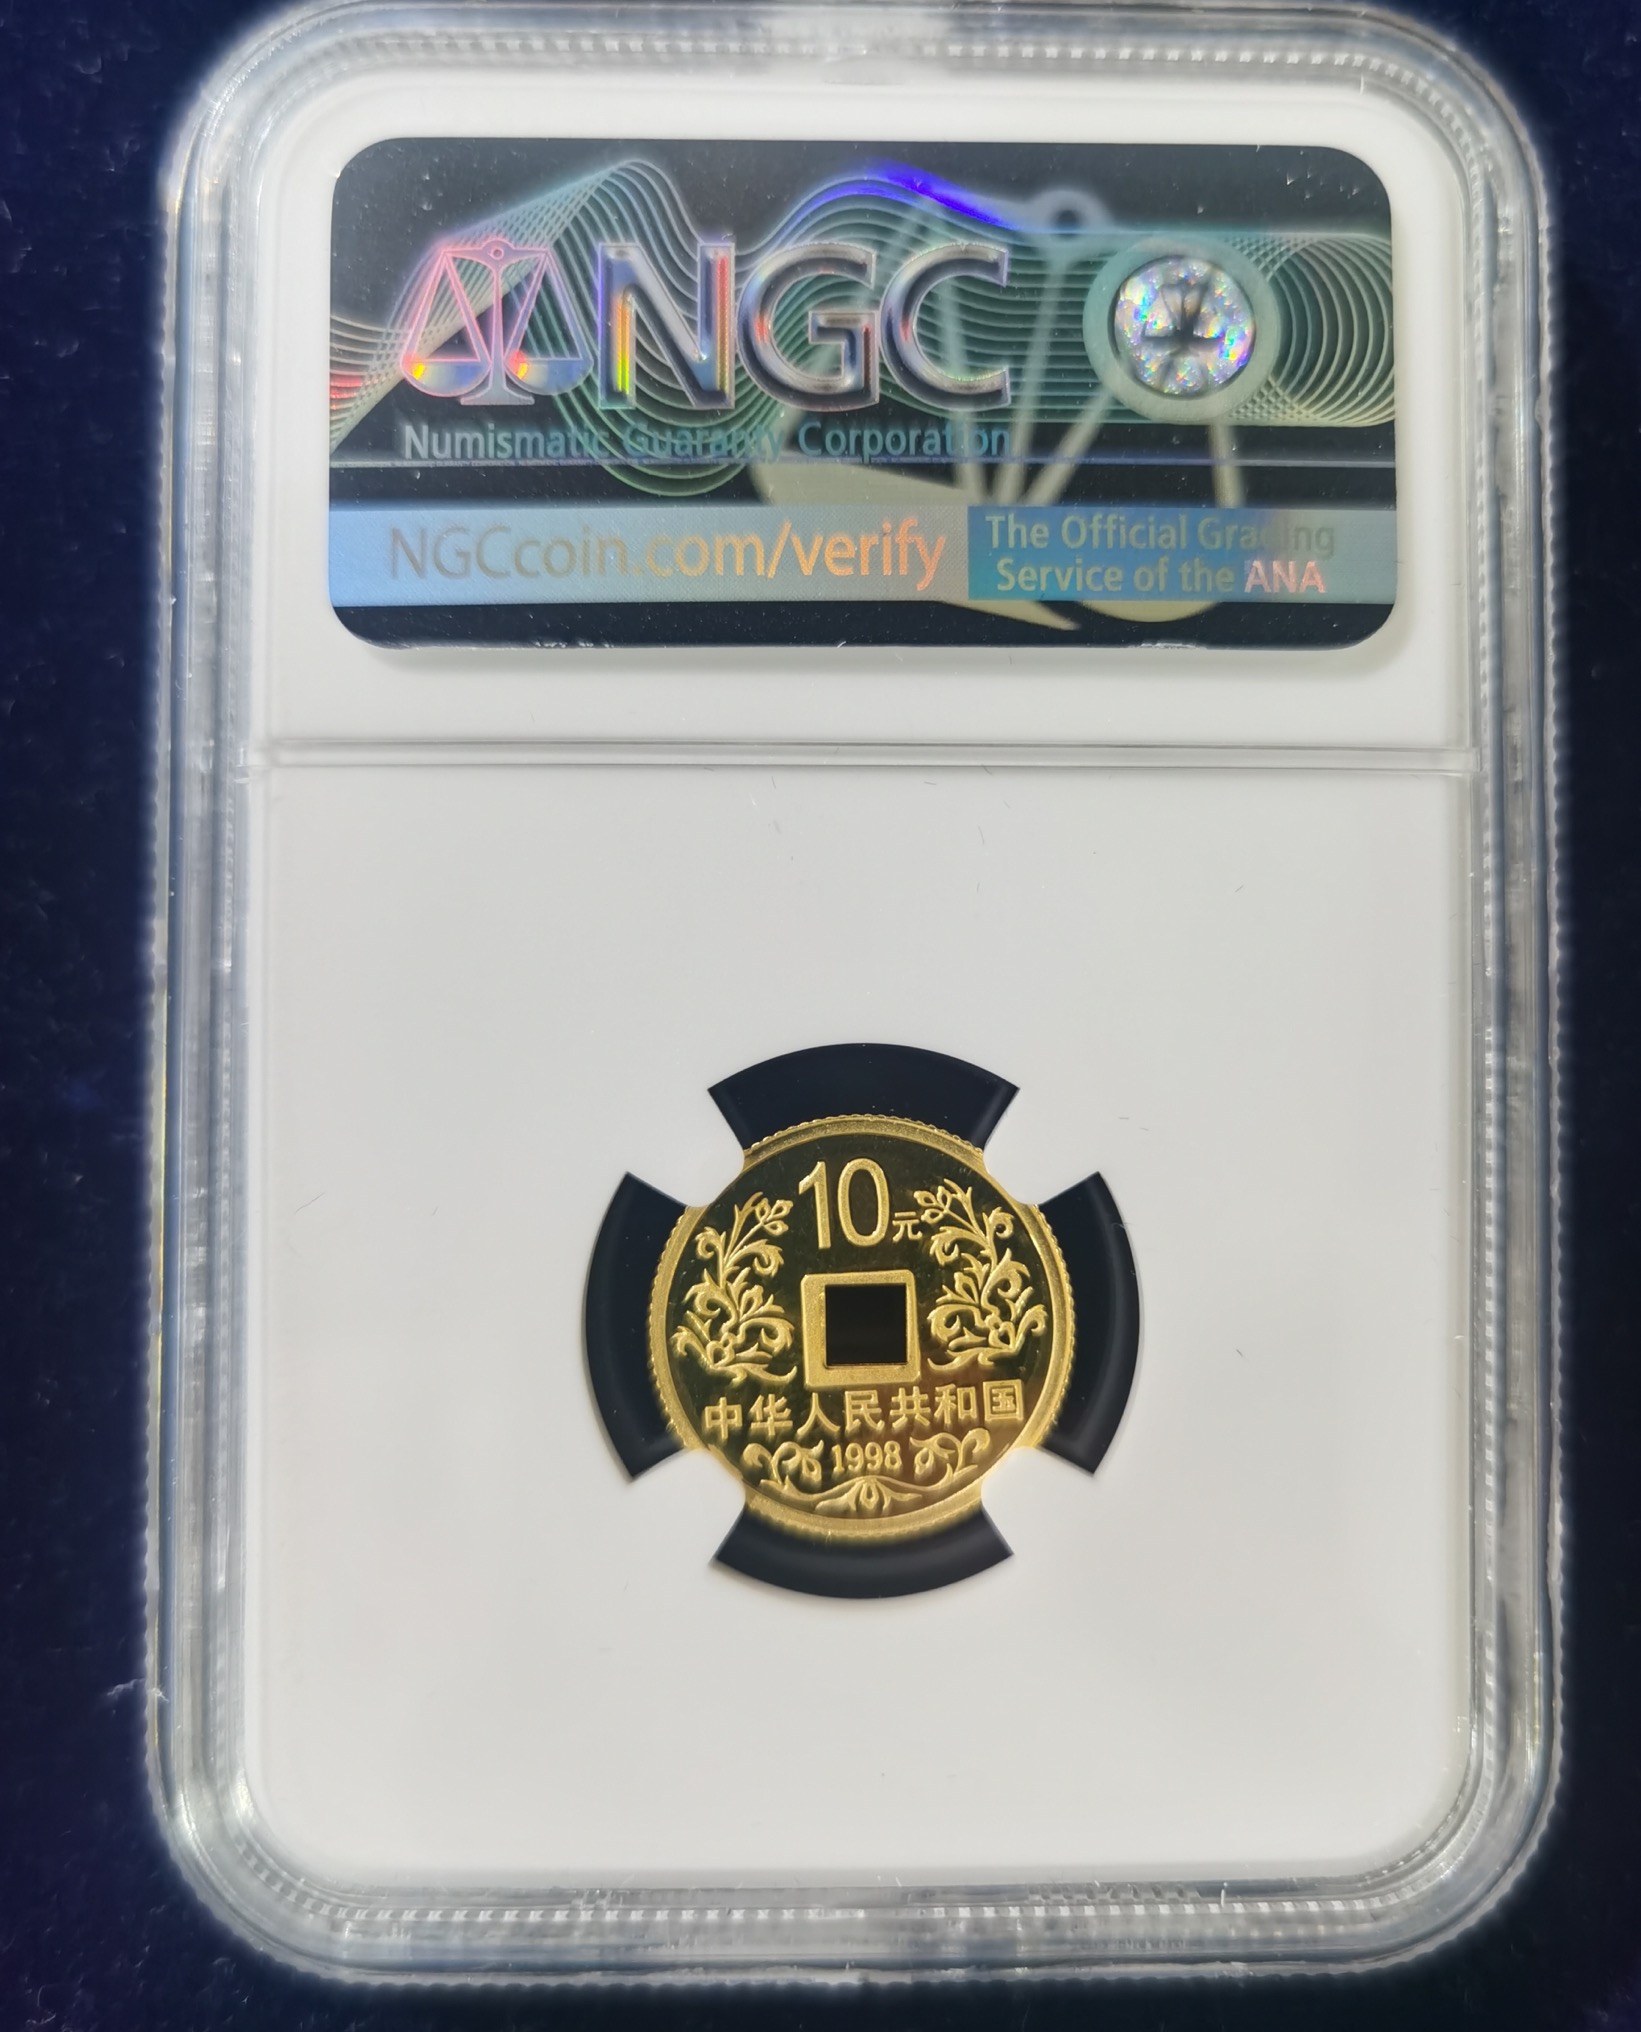 NGC
Numismatic Guaranty Corporation
NGCcoin.com/verify
The Official Grading
Service of the ANA
10元
中华人民共和国
1998